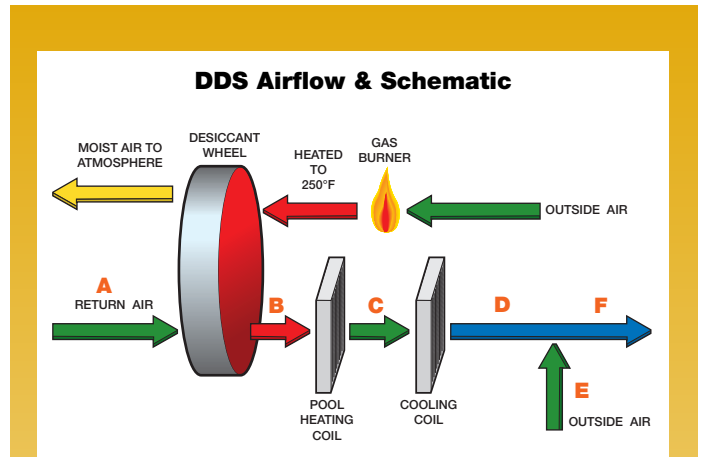 DDS Airflow & Schematic
MOIST AIR TO
ATMOSPHERE
DESICCANT
WHEEL
HEATED
TO
250°F
GAS
BURNER
OUTSIDE AIR
A
RETURN AIR
B
C
D
F
POOL
HEATING
COIL
COOLING
COIL
E
OUTSIDE AIR